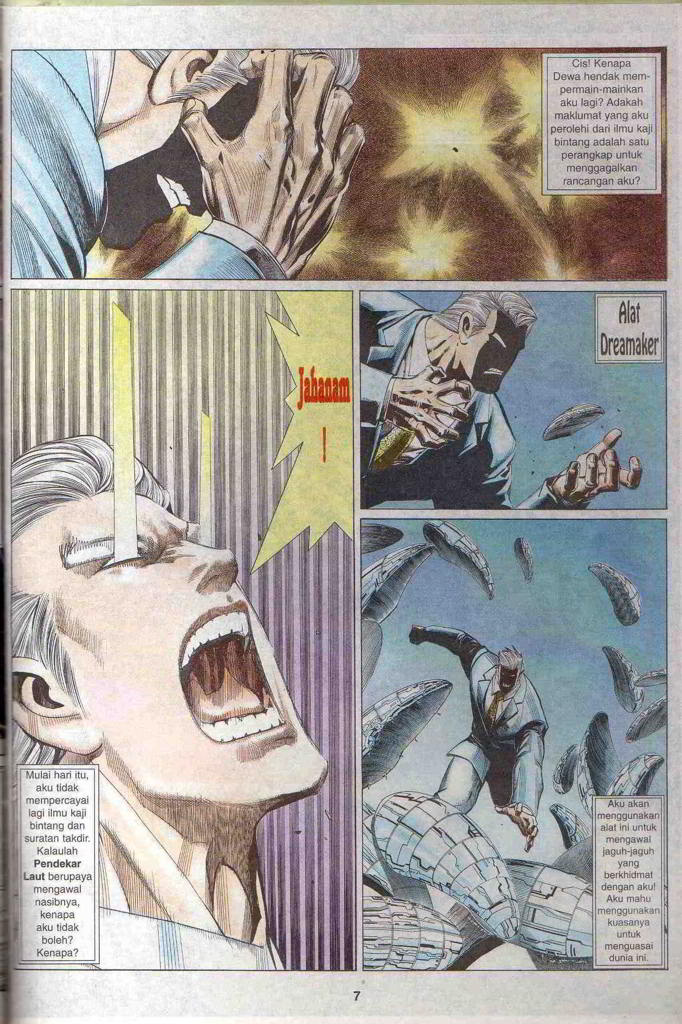 Cis! Kenapa
Dewa hendak mem-
permain-mainkan
aku lagi? Adakah
maklumat yang aku
perolehi dari ilmu kaji
bintang adalah satu
perangkap untuk
menggagalkan
rancangan aku?
Jahanam
!
Alat
Dreamaker
Mulai hari itu,
aku tidak
mempercayai
lagi ilmu kaji
bintang dan
suratan takdir.
Kalaulah
Pendekar
Laut berupaya
mengawal
nasibnya,
kenapa
aku tidak
boleh?
Kenapa?
Aku akan
menggunakan
alat ini untuk
mengawal
jaguh-jaguh
yang
berkhidmat
dengan aku!
Aku mahu
menggunakan
kuasanya
untuk
menguasai
dunia ini.
7